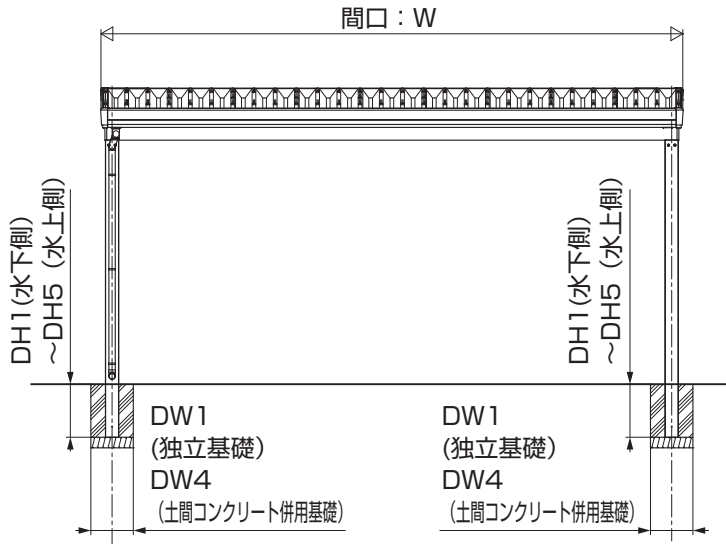 間口：W
DH1(水下側)
～DH5（水上側）
DH1(水下側)
～DH5（水上側）
DW1
(独立基礎)
DW4
（土間コンクリート併用基礎）
DW1
(独立基礎)
DW4
（土間コンクリート併用基礎）